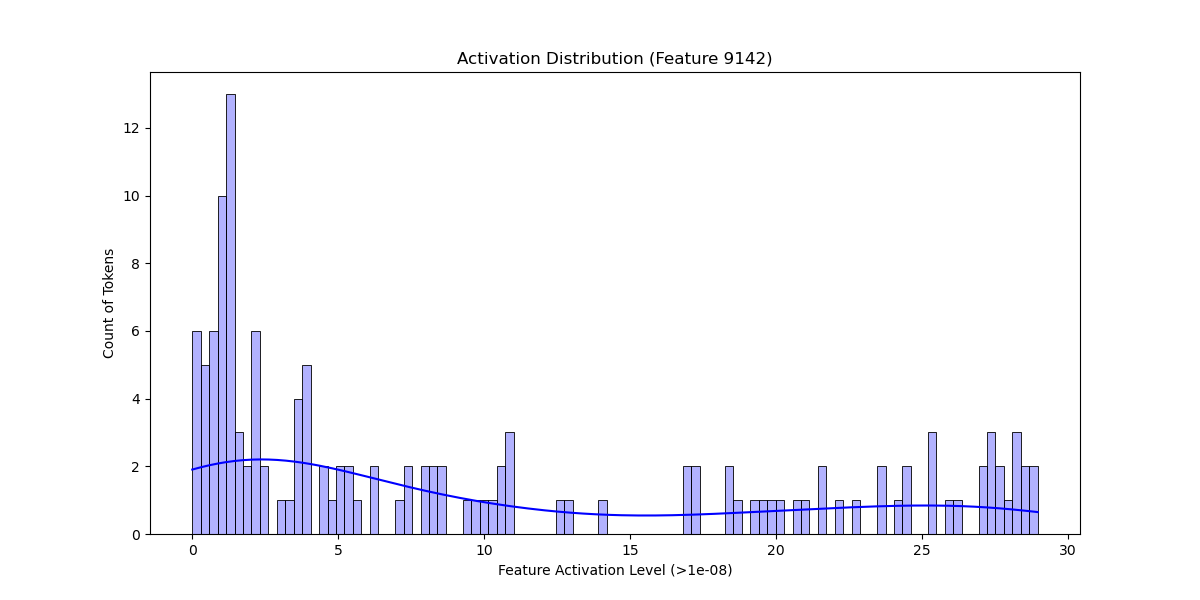 Activation Distribution (Feature 9142)
Count of Tokens
12
10
8
6
4
2
0
0 5 10 15 20 25 30
Feature Activation Level (>1e-08)